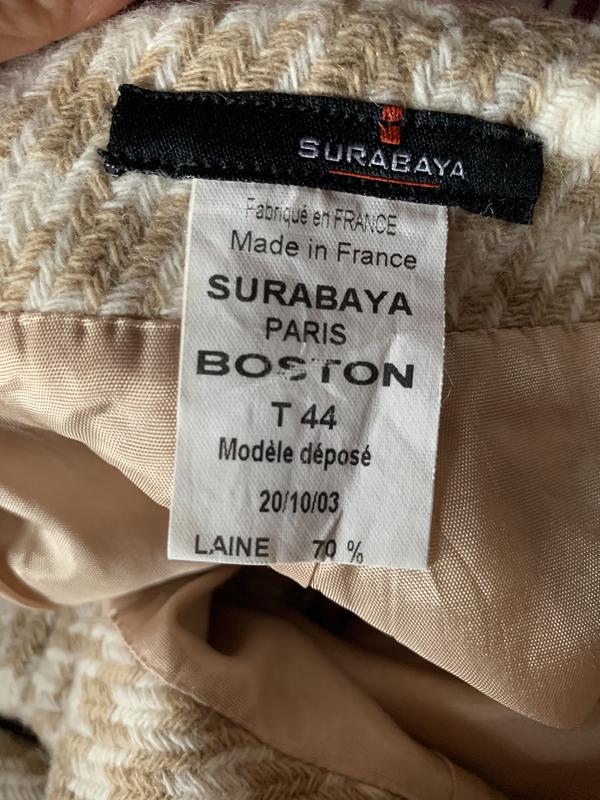 SURABAYA
Fabriqué en FRANCE
Made in France
SURABAYA
PARIS
BOSTON
T 44
Modèle déposé
20/10/03
LAINE 70 %